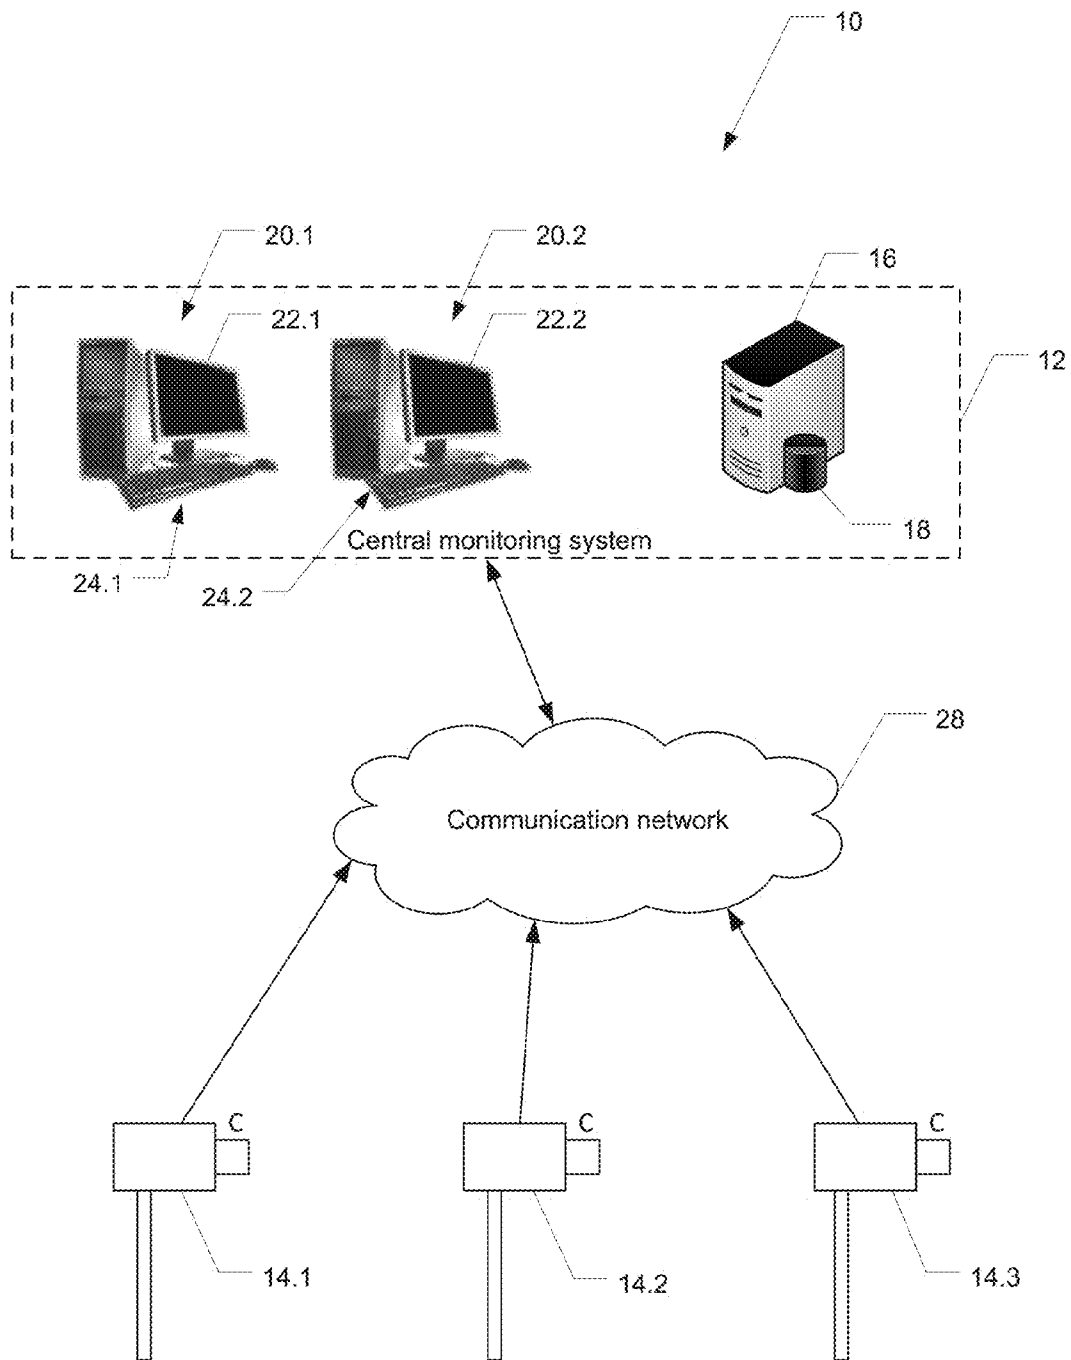 10
20.1
20.2
16
22.1
22.2
12
18
Central monitoring system
24.1
24.2
28
Communication network
C
C
C
14.1
14.2
14.3